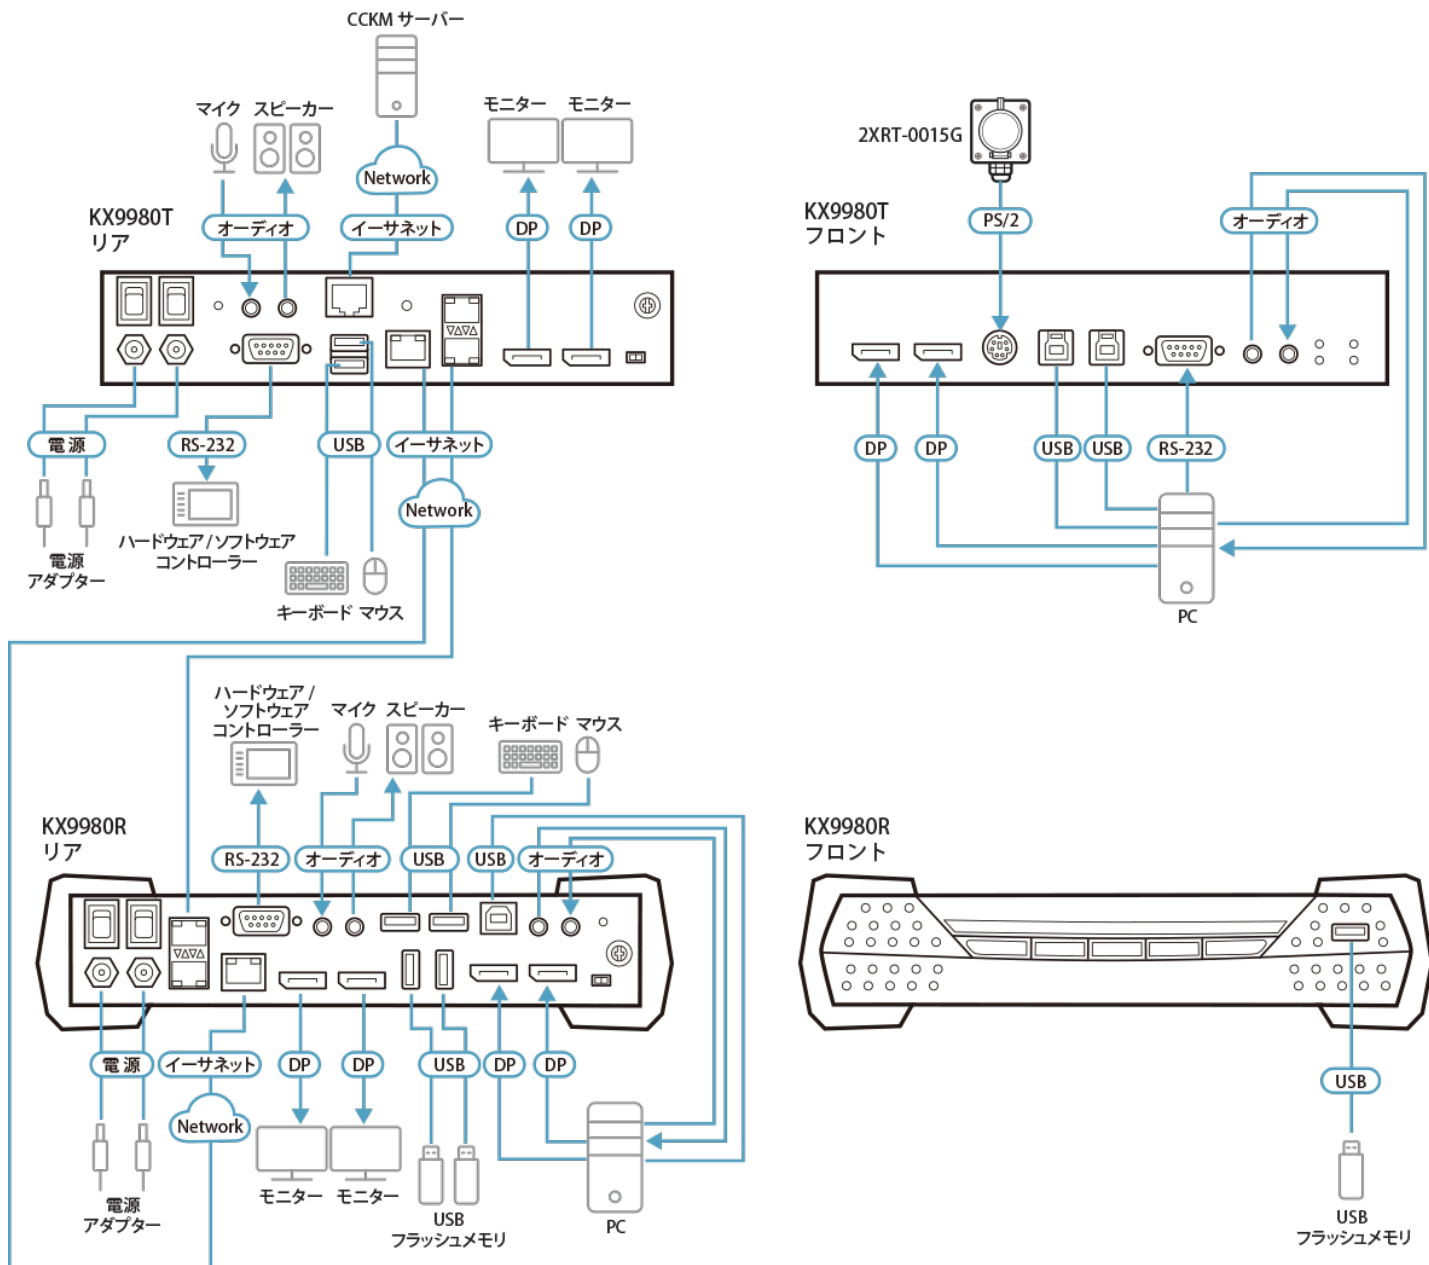 CCKM サーバー
マイク スピーカー
モニター モニター
Network
KX9980T
リア
オーディオ
イーサネット
DP
DP
電源
RS-232
USB
イーサネット
Network
電源
アダプター
ハードウェア / ソフトウェア
コントローラー
キーボード マウス
2XRT-0015G
KX9980T
フロント
PS/2
オーディオ
DP
DP
USB
USB
RS-232
PC
ハードウェア /
ソフトウェア
コントローラー
マイク スピーカー
キーボード マウス
KX9980R
リア
RS-232
オーディオ
USB
USB
オーディオ
電源
イーサネット
DP
DP
USB
DP
DP
Network
電源
アダプター
モニター モニター
USB
フラッシュメモリ
PC
KX9980R
フロント
USB
USB
フラッシュメモリ